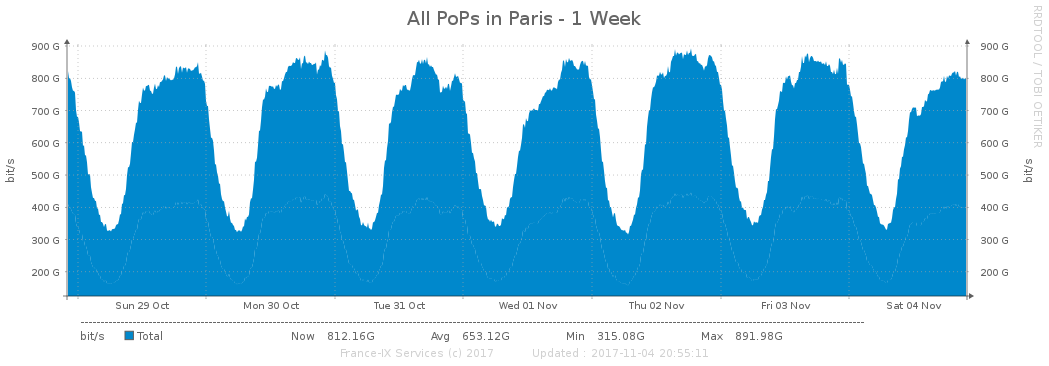 All PoPs in Paris - 1 Week
RRDTOOL / TOBI OETIKER
900 G 900 G
800 G 800 G
700 G 700 G
600 G 600 G
500 G 500 G
400 G 400 G
300 G 300 G
200 G 200 G
bit/s bit/s
Sun 29 Oct Mon 30 Oct Tue 31 Oct Wed 01 Nov Thu 02 Nov Fri 03 Nov Sat 04 Nov
bit/s Total Now 812.16G Avg 653.12G Min 315.08G Max 891.98G
France-IX Services (c) 2017 Updated : 2017-11-04 20:55:11